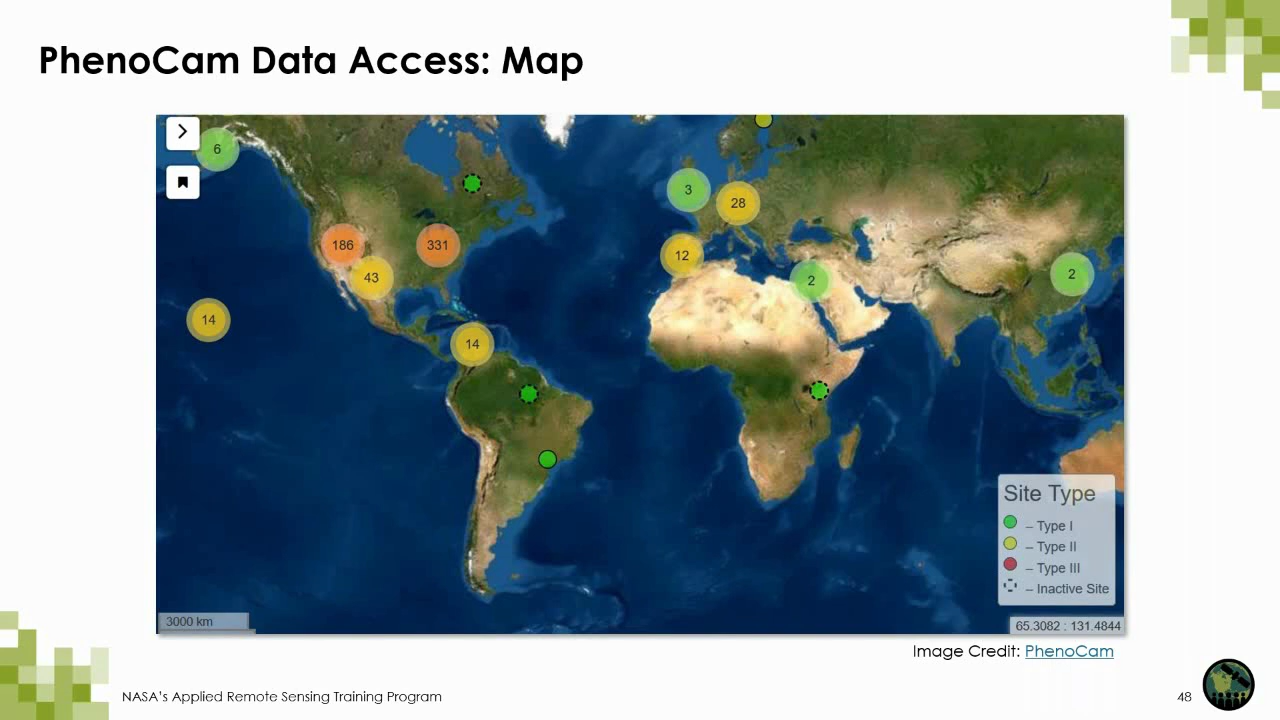 PhenoCam Data Access: Map
6
3
28
186
331
12
43
2
2
14
14
Site Type
– Type I
– Type II
– Type III
– Inactive Site
3000 km
65.3082 : 131.4844
Image Credit: PhenoCam
NASA's Applied Remote Sensing Training Program
48